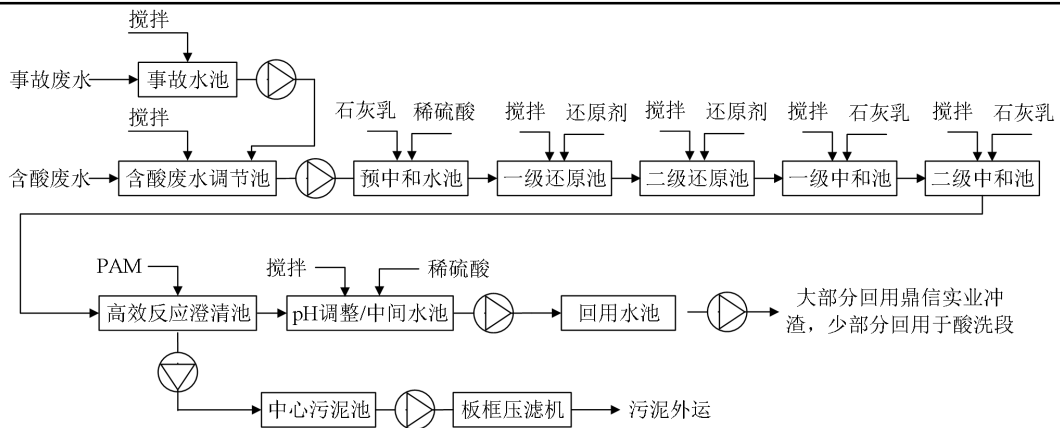 搅拌
事故废水
事故水池
搅拌
石灰乳
稀硫酸
搅拌
还原剂
搅拌
还原剂
搅拌
石灰乳
搅拌
石灰乳
含酸废水
含酸废水调节池
预中和水池
一级还原池
二级还原池
一级中和池
二级中和池
PAM
搅拌
稀硫酸
高效反应澄清池
pH调整/中间水池
回用水池
大部分回用鼎信实业冲
渣，少部分回用于酸洗段
中心污泥池
板框压滤机
污泥外运